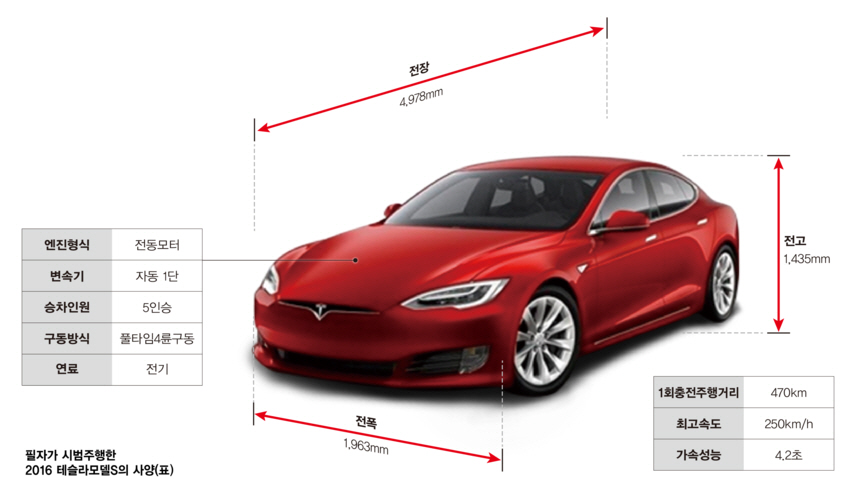 전장
4,978mm
전고
1,435mm
엔진형식 전동모터
변속기 자동 1단
승차인원 5인승
구동방식 풀타임4륜구동
연료 전기
1회충전주행거리 470km
최고속도 250km/h
가속성능 4.2초
전폭
1,963mm
필자가 시범주행한
2016 테슬라모델S의 사양(표)